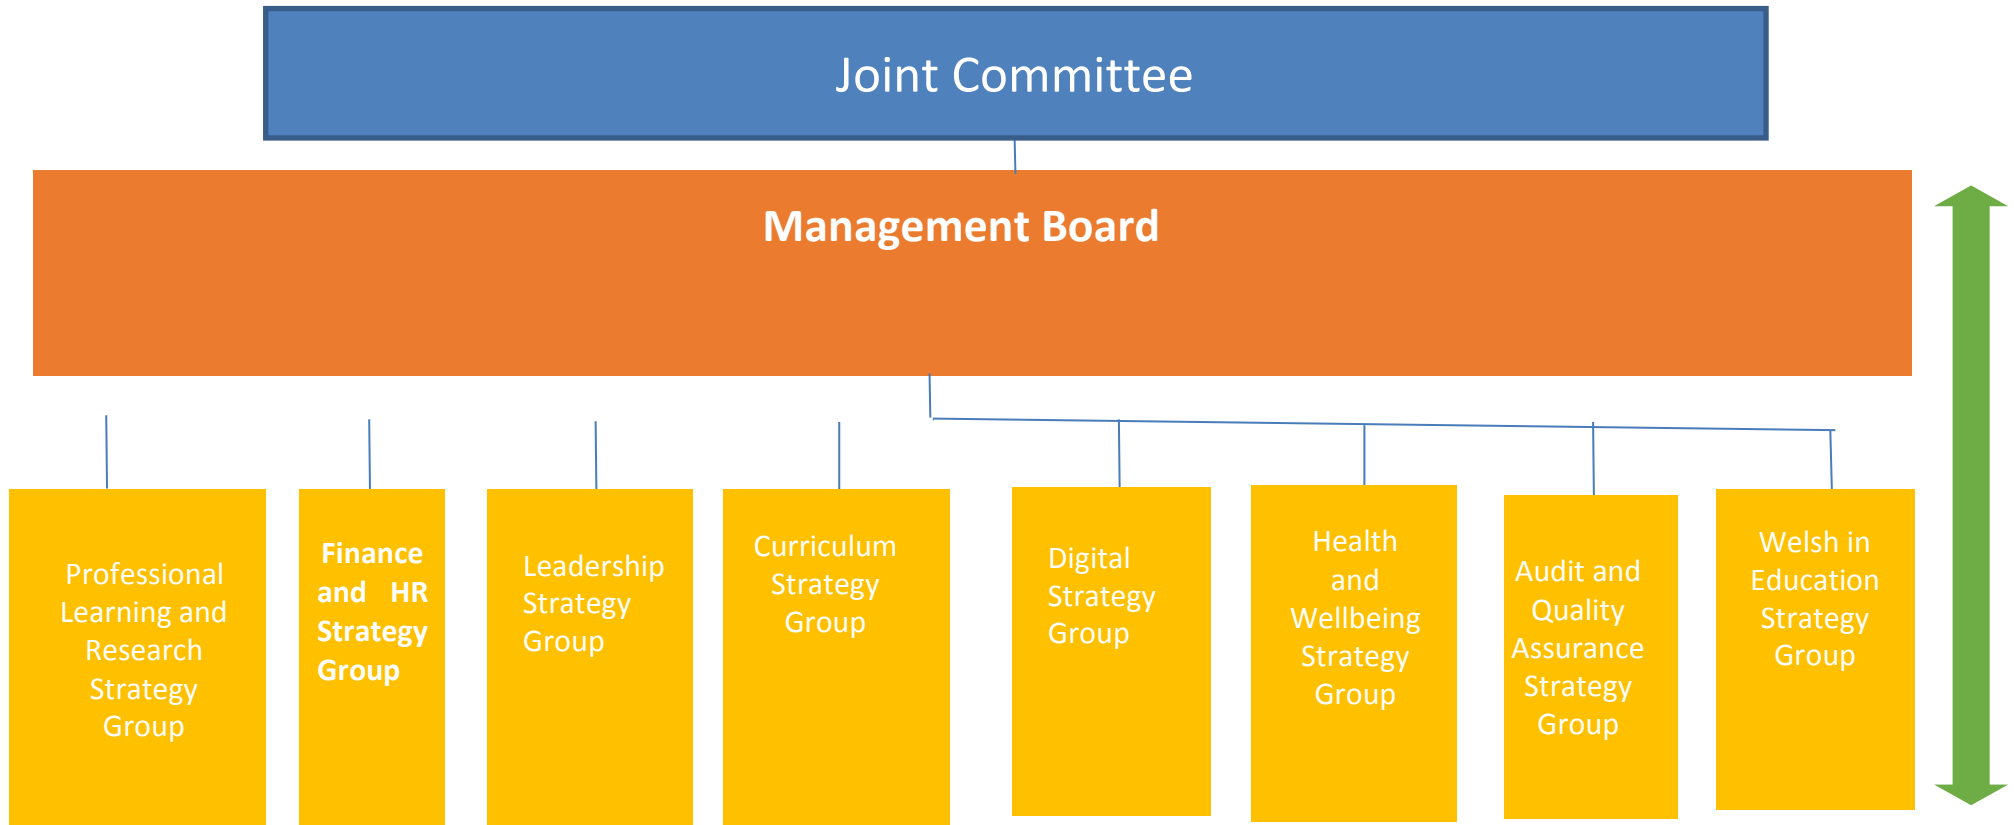 Joint Committee
Management Board
Professional
Learning and
Research
Strategy
Group
Finance
and HR
Strategy
Group
Leadership
Strategy
Group
Curriculum
Strategy
Group
Digital
Strategy
Group
Health
and
Wellbeing
Strategy
Group
Audit and
Quality
Assurance
Strategy
Group
Welsh in
Education
Strategy
Group